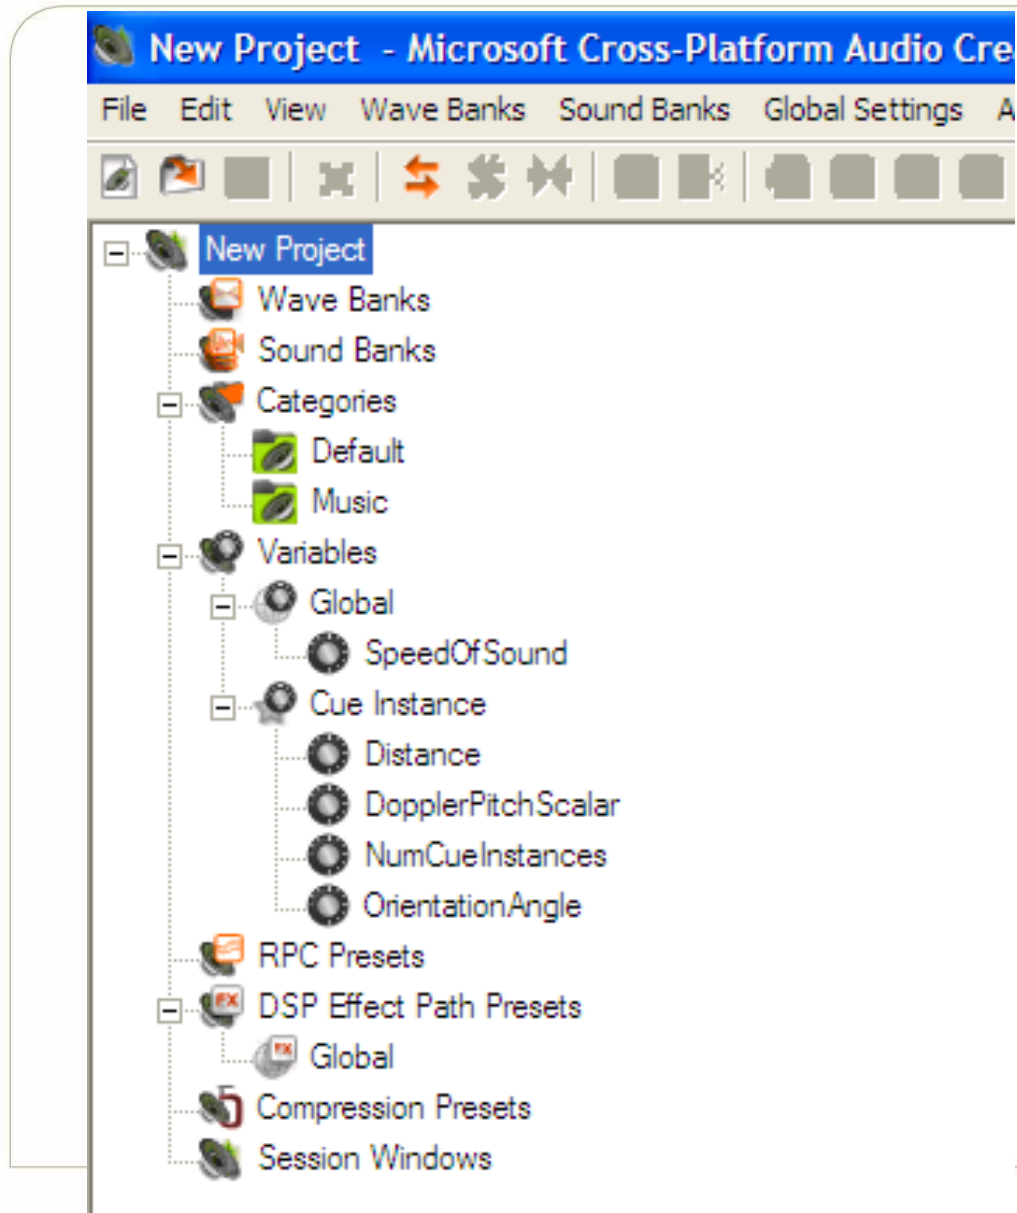 New Project - Microsoft Cross-Platform Audio
File Edit View Wave Banks Sound Banks Global Settings
New Project
Wave Banks
Sound Banks
Categories
Default
Music
Variables
Global
SpeedOfSound
Cue Instance
Distance
DopplerPitchScalar
NumCueInstances
OrientationAngle
RPC Presets
DSP Effect Path Presets
Global
Compression Presets
Session Windows